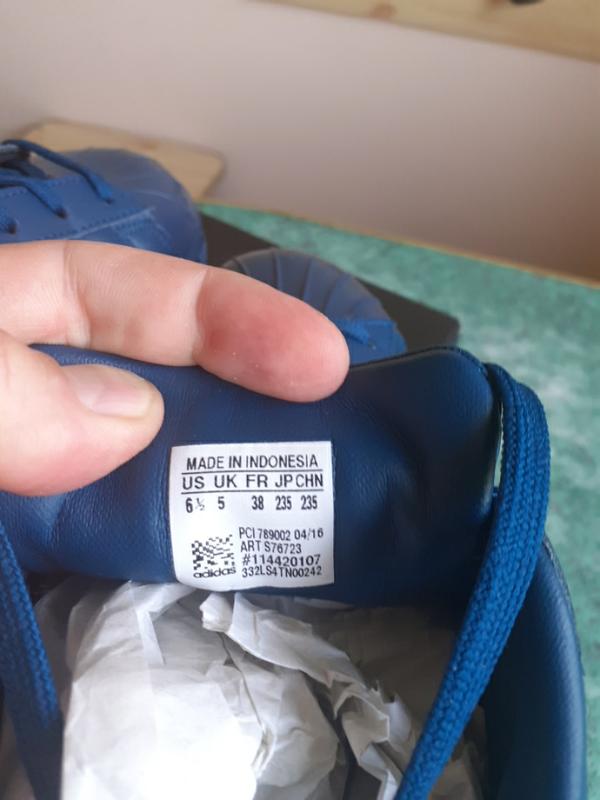 MADE IN INDONESIA
US UK FR JP CHN
6½ 5 38 235 235
PCI 789002 04/16
ART S76723
#114420107
adidas 332LS4TN00242